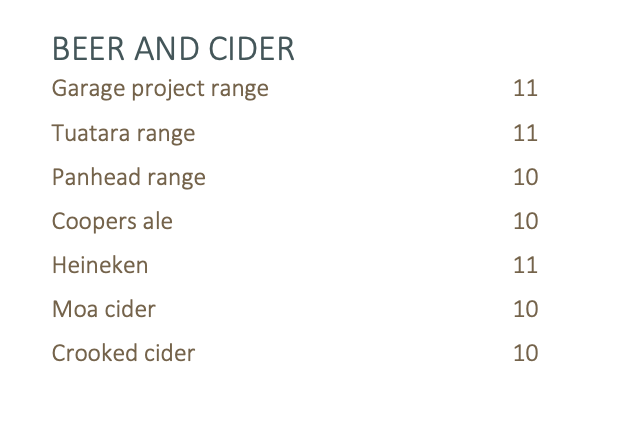 BEER AND CIDER
Garage project range 11
Tuatara range 11
Panhead range 10
Coopers ale 10
Heineken 11
Moa cider 10
Crooked cider 10